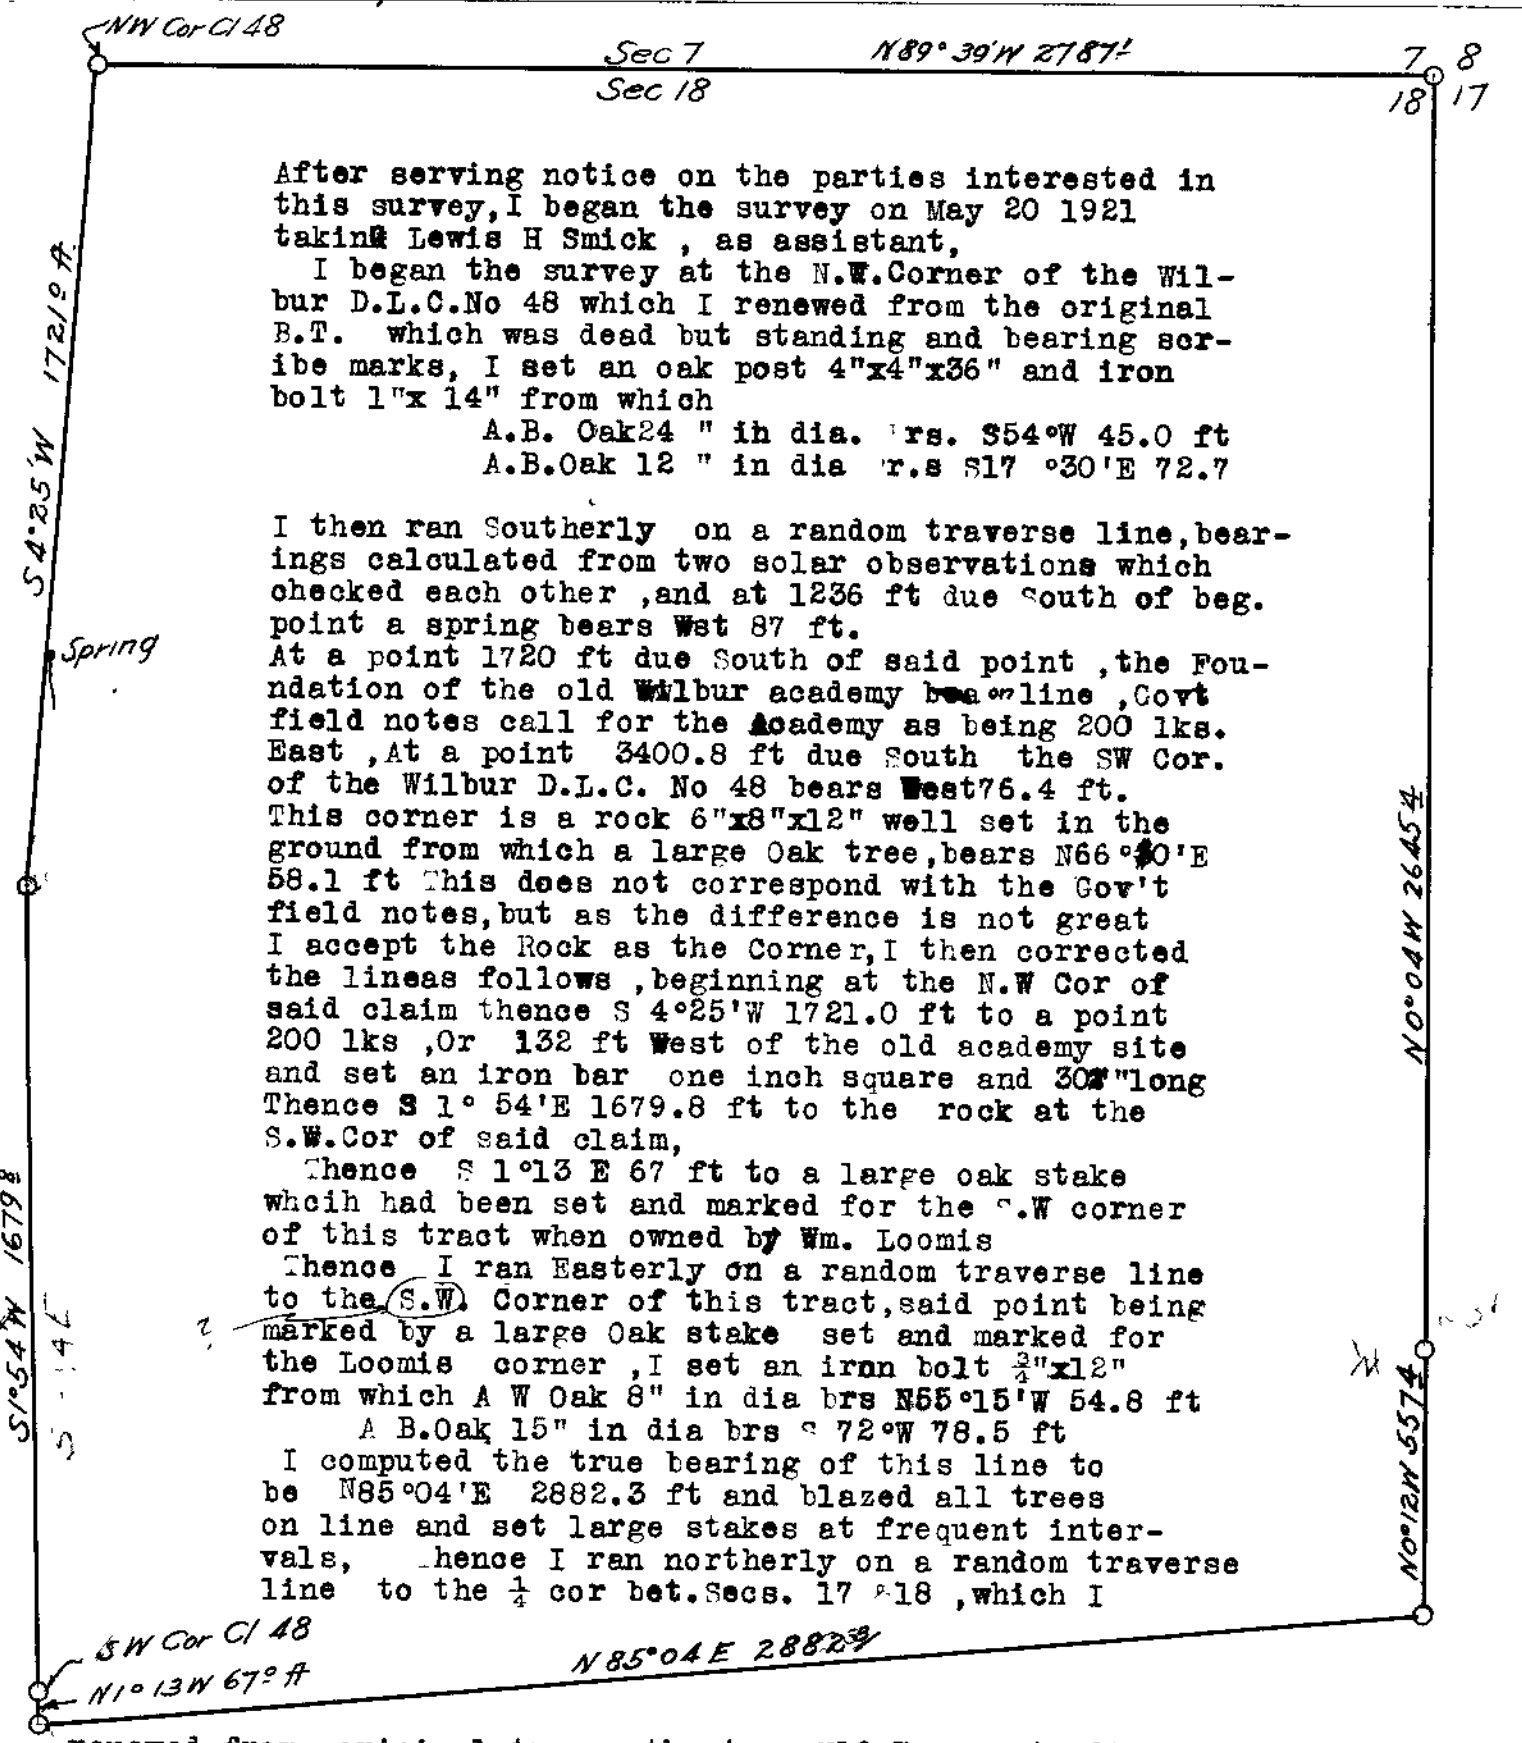 NW Cor Cl 48
Sec 7 N89°39'W 2787'
7 8
Sec 18
18 17
After serving notice on the parties interested in
this survey,I began the survey on May 20 1921
taking Lewis H Smick , as assistant,
I began the survey at the N.W.Corner of the Wil-
bur D.L.C.No 48 which I renewed from the original
B.T. which was dead but standing and bearing scr-
ibe marks, I set an oak post 4"x4"x36" and iron
bolt 1"x 14" from which
A.B. Oak24 " ih dia. rs. S54°W 45.0 ft
A.B.Oak 12 " in dia r.s S17 °30'E 72.7
I then ran Southerly on a random traverse line,bear-
ings calculated from two solar observations which
checked each other ,and at 1236 ft due South of beg.
point a spring bears Wst 87 ft.
At a point 1720 ft due South of said point ,the Fou-
ndation of the old Wilbur academy on line ,Govt
field notes call for the Academy as being 200 lks.
East ,At a point 3400.8 ft due South the SW Cor.
of the Wilbur D.L.C. No 48 bears West76.4 ft.
This corner is a rock 6"x8"x12" well set in the
ground from which a large Oak tree,bears
58.1 ft This does not correspond with the Gov't
field notes,but as the difference is not great
I accept the Rock as the Corner,I then corrected
the lineas follows ,beginning at the N.W Cor of
said claim thence S 4°25'W 1721.0 ft to a point
200 lks ,Or 132 ft West of the old academy site
and set an iron bar one inch square and 30 "long
Thence S 1° 54'E 1679.8 ft to the rock at the
S.W.Cor of said claim,
Thence S 1°13 E 67 ft to a large oak stake
whcih had been set and marked for the S.W corner
of this tract when owned by Wm. Loomis
Thence I ran Easterly on a random traverse line
to the S.W. Corner of this tract,said point being
?
marked by a large Oak stake set and marked for
the Loomis corner ,I set an iron bolt ¾"x12"
from which A W Oak 8" in dia brs N55°15'W 54.8 ft
A B.Oak 15" in dia brs S 72°W 78.5 ft
I computed the true bearing of this line to
be N85°04'E 2882.3 ft and blazed all trees
on line and set large stakes at frequent inter-
vals, hence I ran northerly on a random traverse
line to the ¼ cor bet.Secs. 17 &18 ,which I
S 4°25'W 1721.0 ft
Spring
S1°54 W 1679.8
N0°04W 2645.4
N0°12W 557.4
SW Cor Cl 48
N1°13W 67.0 ft
N 85°04 E